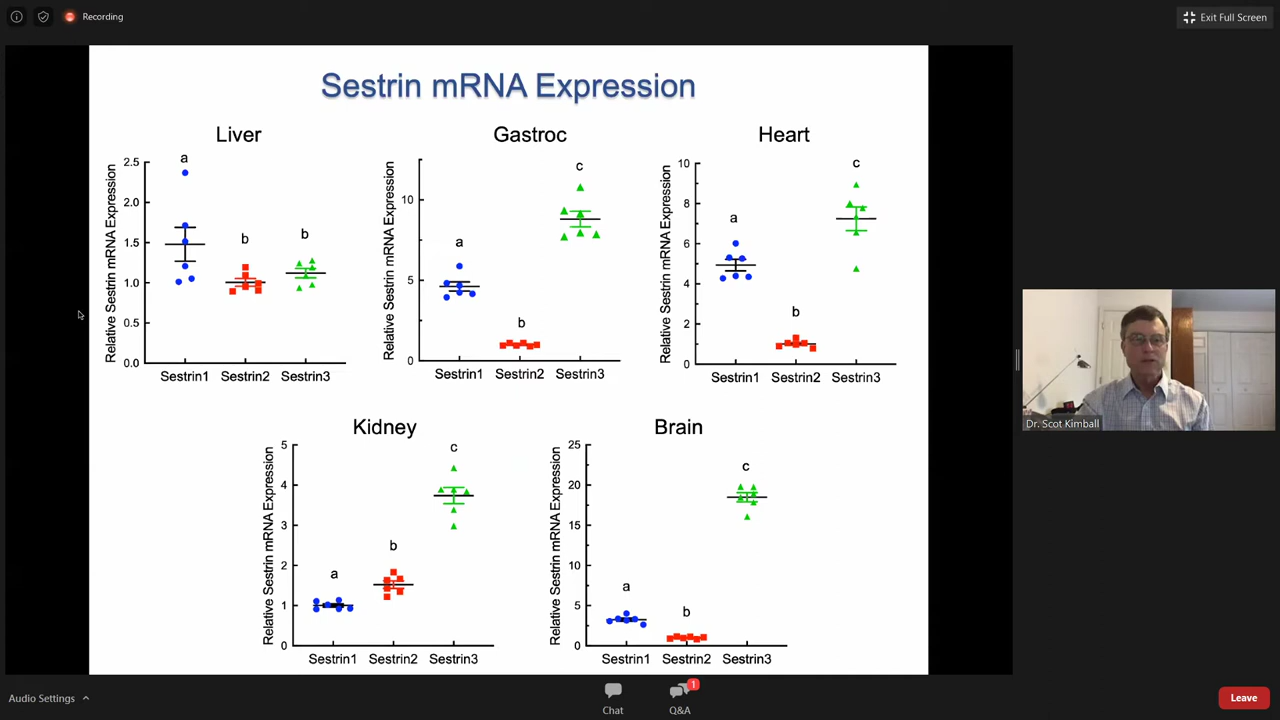 Recording
Exit Full Screen
Sestrin mRNA Expression
Liver
a
b
b
Relative Sestrin mRNA Expression
2.5
2.0
1.5
1.0
0.5
0.0
Sestrin1 Sestrin2 Sestrin3
Gastroc
a
b
c
Relative Sestrin mRNA Expression
10
5
0
Sestrin1 Sestrin2 Sestrin3
Heart
a
b
c
Relative Sestrin mRNA Expression
10
8
6
4
2
0
Sestrin1 Sestrin2 Sestrin3
Kidney
a
b
c
Relative Sestrin mRNA Expression
5
4
3
2
1
0
Sestrin1 Sestrin2 Sestrin3
Brain
a
b
c
Relative Sestrin mRNA Expression
25
20
15
10
5
0
Sestrin1 Sestrin2 Sestrin3
Dr. Scot Kimball
Audio Settings
Chat
1
Q&A
Leave